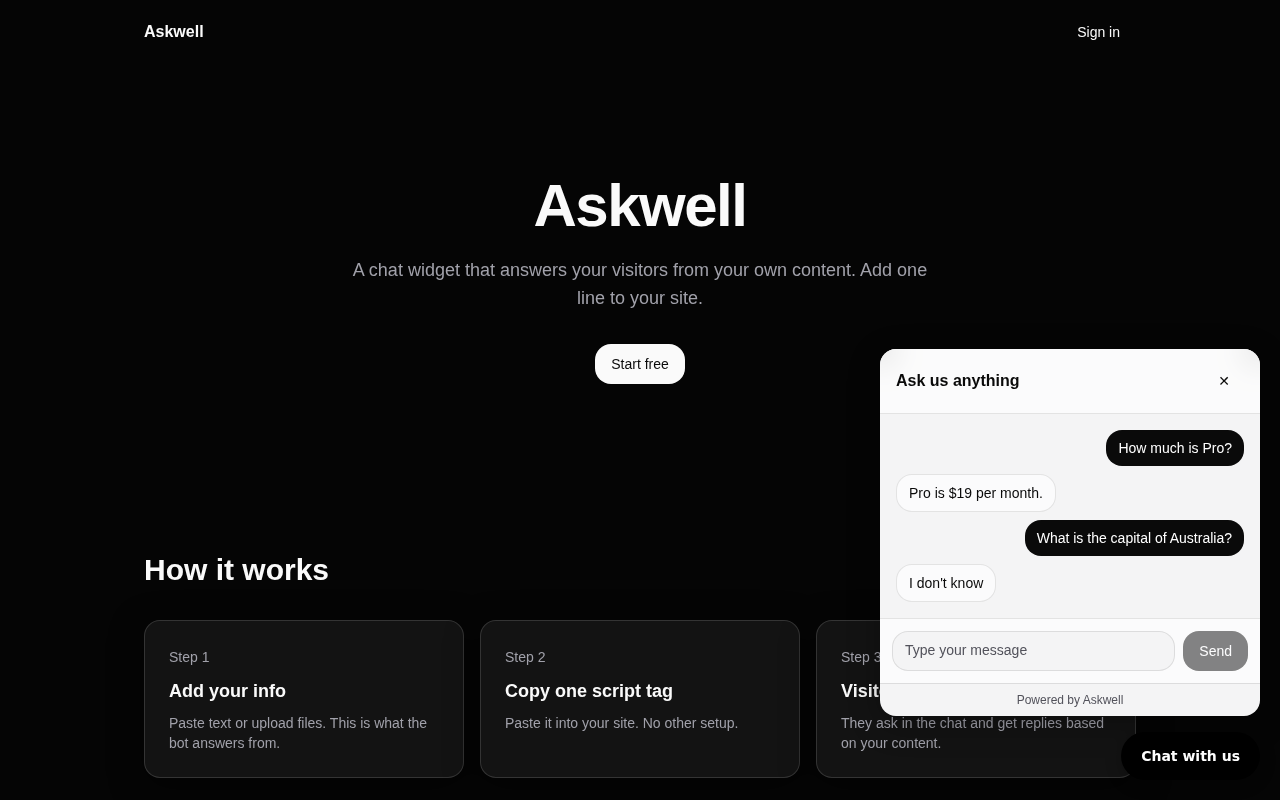 Askwell
Sign in
Askwell
A chat widget that answers your visitors from your own content. Add one
line to your site.
Start free
How it works
Step 1
Add your info
Paste text or upload files. This is what the
bot answers from.
Step 2
Copy one script tag
Paste it into your site. No other setup.
Step 3
They ask in the chat and get replies based
on your content.
Ask us anything
✕
How much is Pro?
Pro is $19 per month.
What is the capital of Australia?
I don't know
Type your message
Send
Powered by Askwell
Chat with us